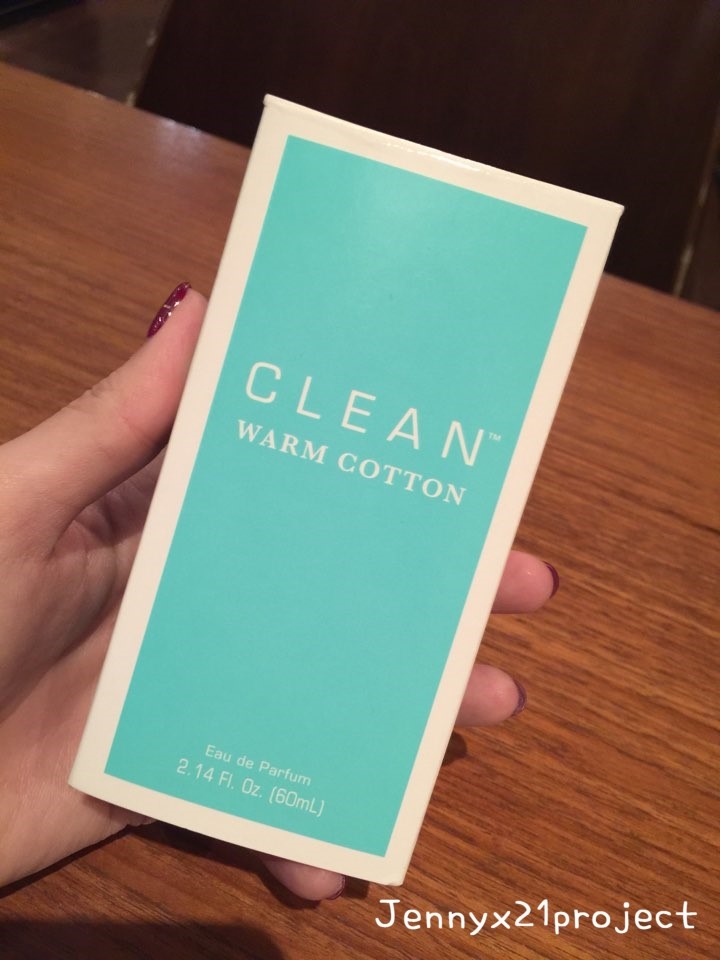 CLEAN™
WARM COTTON
Eau de Parfum
2.14 Fl. Oz. (60mL)
Jennyx21project